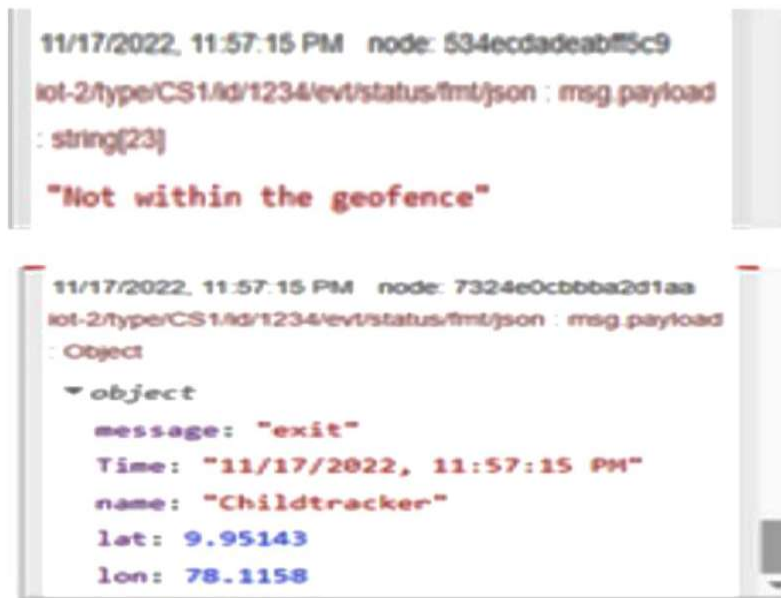 11/17/2022, 11:57:15 PM node: 534ecdadeabff5c9
iot-2/type/CS1/id/1234/evt/status/fmt/json : msg.payload
: string[23]
"Not within the geofence"
11/17/2022, 11:57:15 PM node: 7324e0cbbba2d1aa
iot-2/type/CS1/id/1234/evt/status/fmt/json : msg.payload
: Object
object
message: "exit"
Time: "11/17/2022, 11:57:15 PM"
name: "Childtracker"
lat: 9.95143
lon: 78.1158